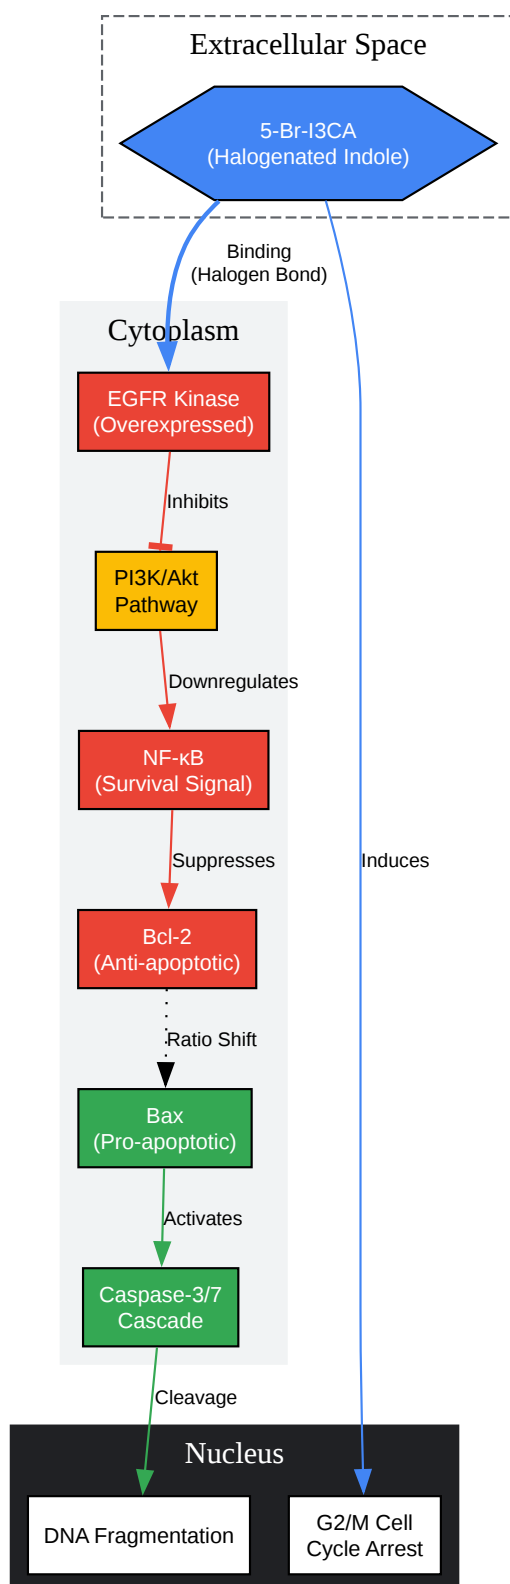 Extracellular Space
5-Br-I3CA
(Halogenated Indole)
Binding
(Halogen Bond)
Cytoplasm
EGFR Kinase
(Overexpressed)
Inhibits
PI3K/Akt
Pathway
Downregulates
NF-κB
(Survival Signal)
Suppresses
Induces
Bcl-2
(Anti-apoptotic)
Ratio Shift
Bax
(Pro-apoptotic)
Activates
Caspase-3/7
Cascade
Cleavage
Nucleus
DNA Fragmentation
G2/M Cell
Cycle Arrest